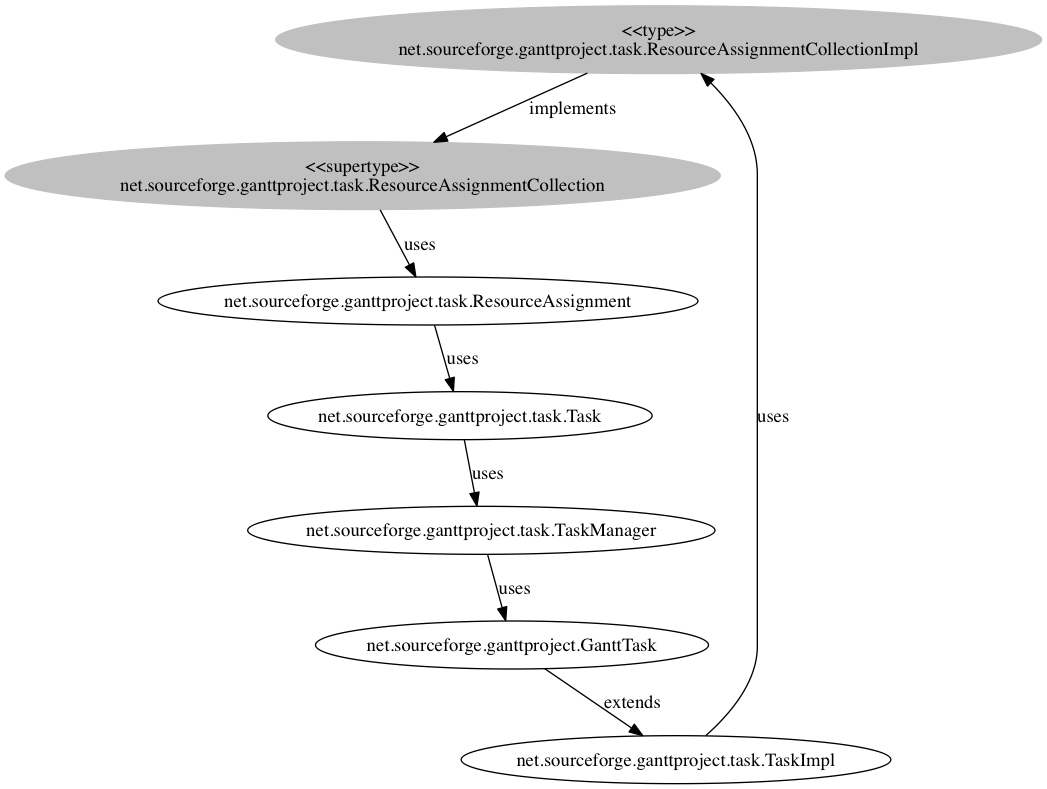 <<type>>
net.sourceforge.ganttproject.task.ResourceAssignmentCollectionImpl
implements
<<supertype>>
net.sourceforge.ganttproject.task.ResourceAssignmentCollection
uses
net.sourceforge.ganttproject.task.ResourceAssignment
uses
net.sourceforge.ganttproject.task.Task
uses
uses
net.sourceforge.ganttproject.task.TaskManager
uses
net.sourceforge.ganttproject.GanttTask
extends
net.sourceforge.ganttproject.task.TaskImpl